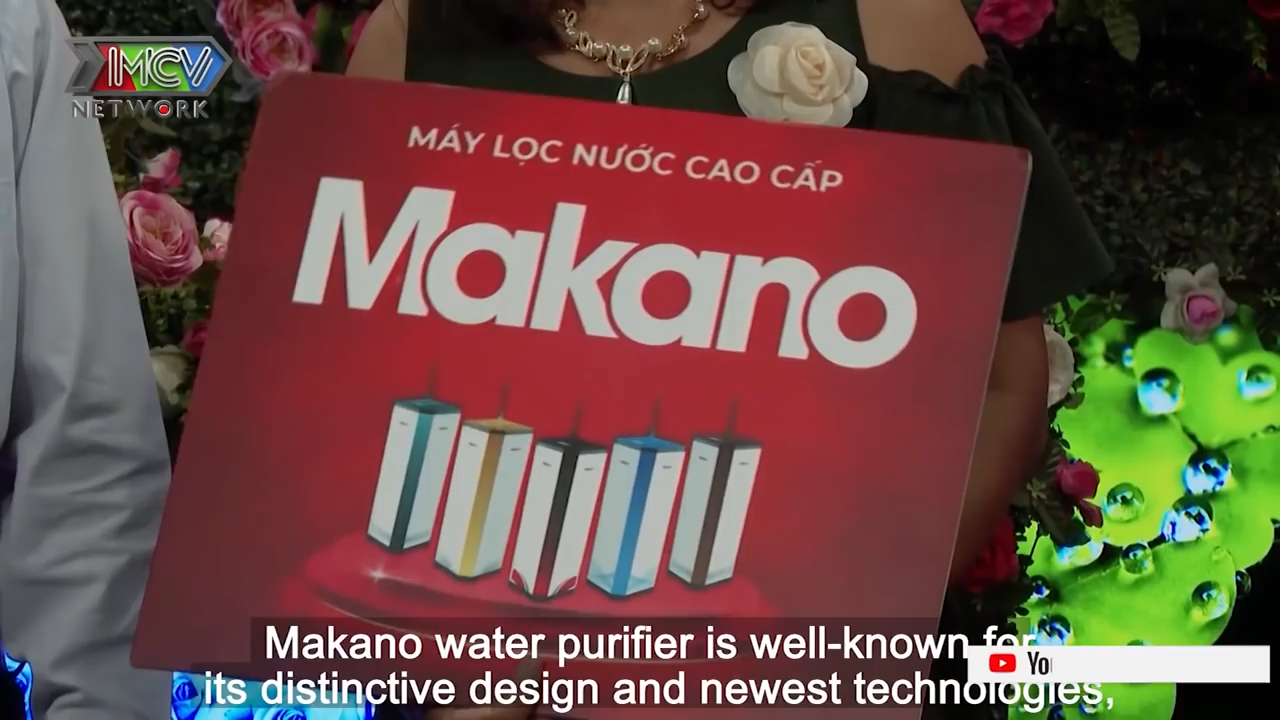 MCV
NETWORK
MÁY LỌC NƯỚC CAO CẤP
Makano
Makano water purifier is well-known for
its distinctive design and newest technologies,